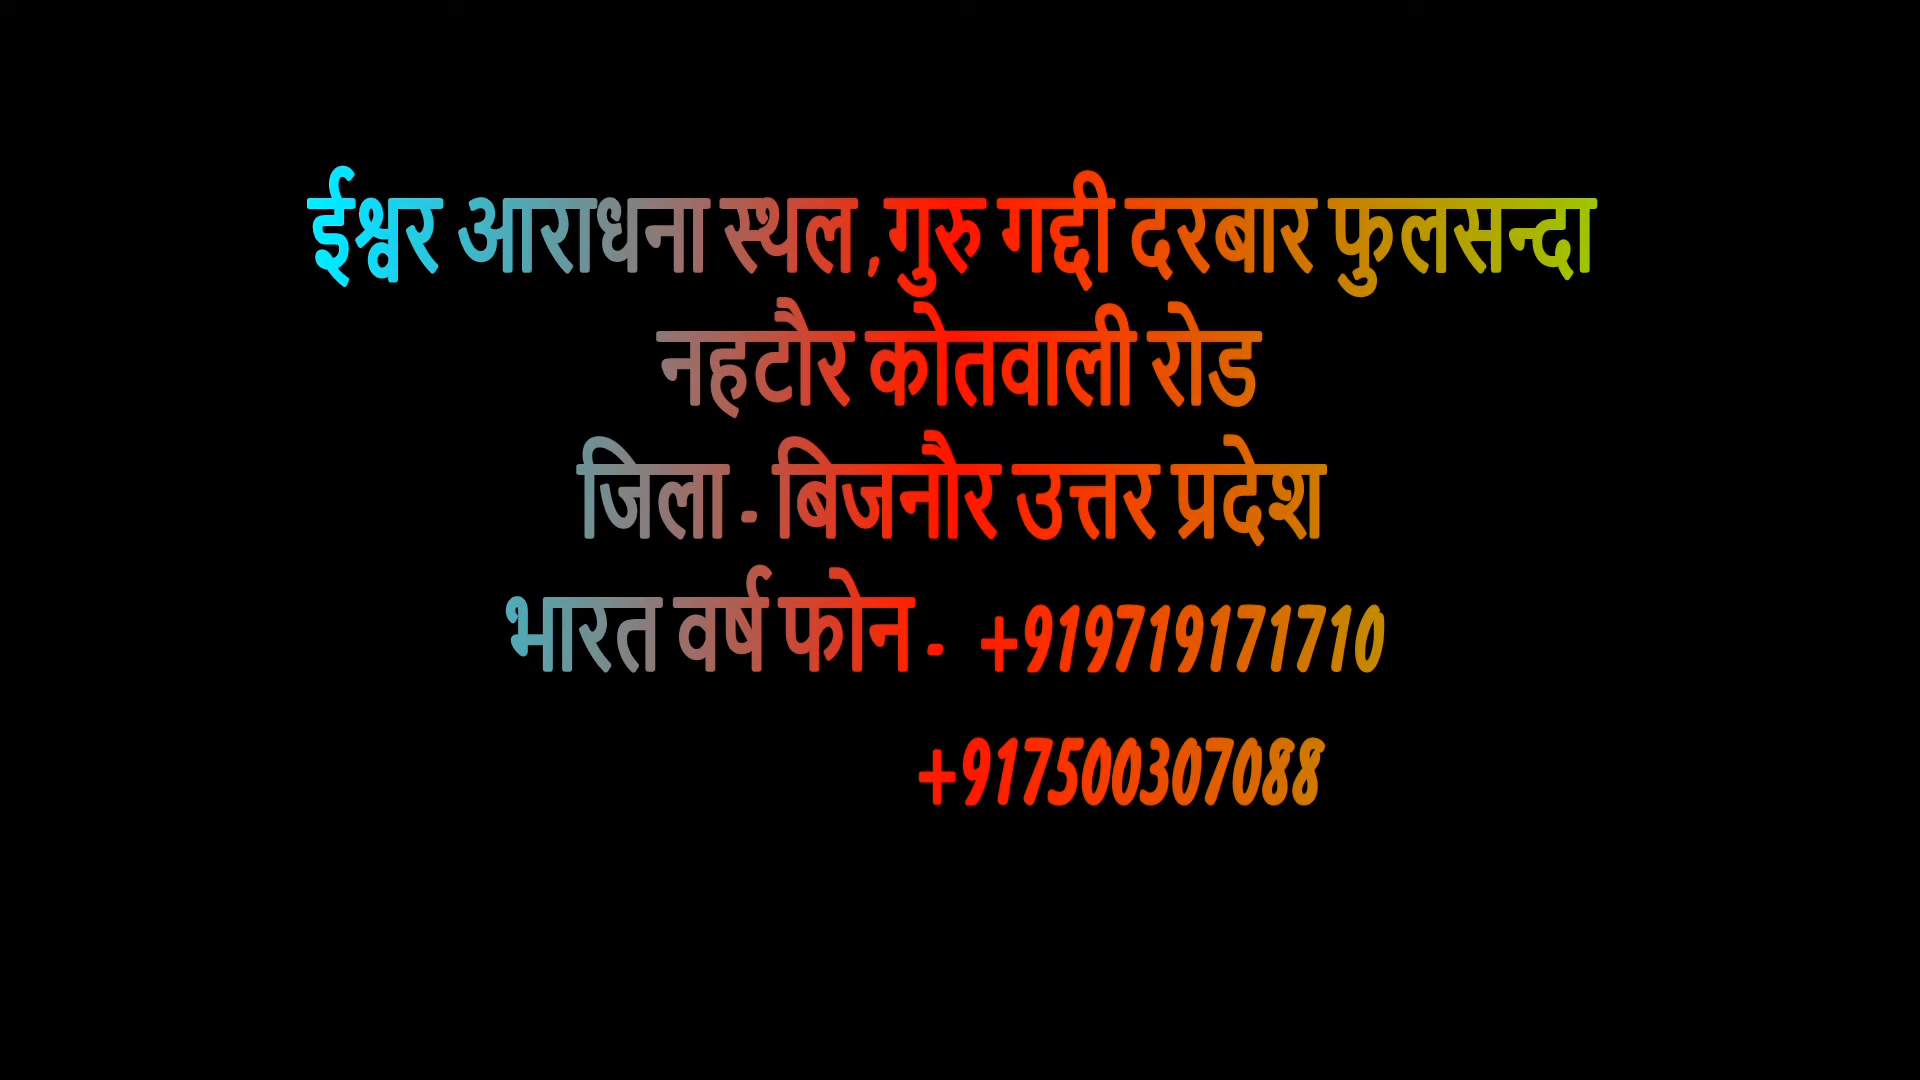 ईश्वर आराधना स्थल ,गुरु गद्दी दरबार फुलसन्दा
नहटौर कोतवाली रोड
जिला - बिजनौर उत्तर प्रदेश
भारत वर्ष फोन - +919719171710
+917500307088